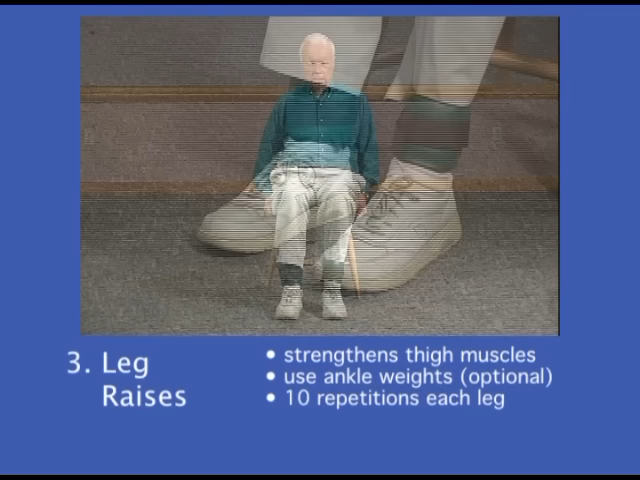 3. Leg
Raises
• strengthens thigh muscles
• use ankle weights (optional)
• 10 repetitions each leg